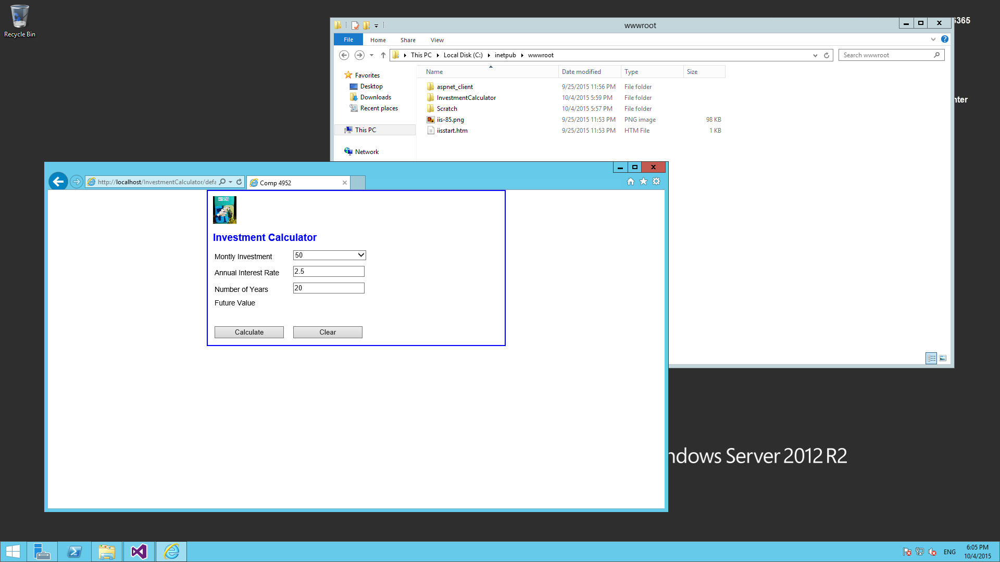 Recycle Bin
wwwroot
6365
File Home Share View
This PC Local Disk (C:) inetpub wwwroot
Search wwwroot
Name Date modified Type Size
Favorites
Desktop
Downloads
Recent places
This PC
Network
aspnet_client 9/25/2015 11:56 PM File folder
InvestmentCalculator 10/4/2015 5:59 PM File folder
Scratch 10/4/2015 5:57 PM File folder
iis-85.png 9/25/2015 11:53 PM PNG image 98 KB
iisstart.htm 9/25/2015 11:53 PM HTM File 1 KB
nter
http://localhost/InvestmentCalculator/defa
Comp 4952
50
Investment Calculator
Montly Investment 50
Annual Interest Rate 2.5
Number of Years 20
Future Value
Calculate Clear
ndows Server 2012 R2
ENG
6:05 PM
10/4/2015